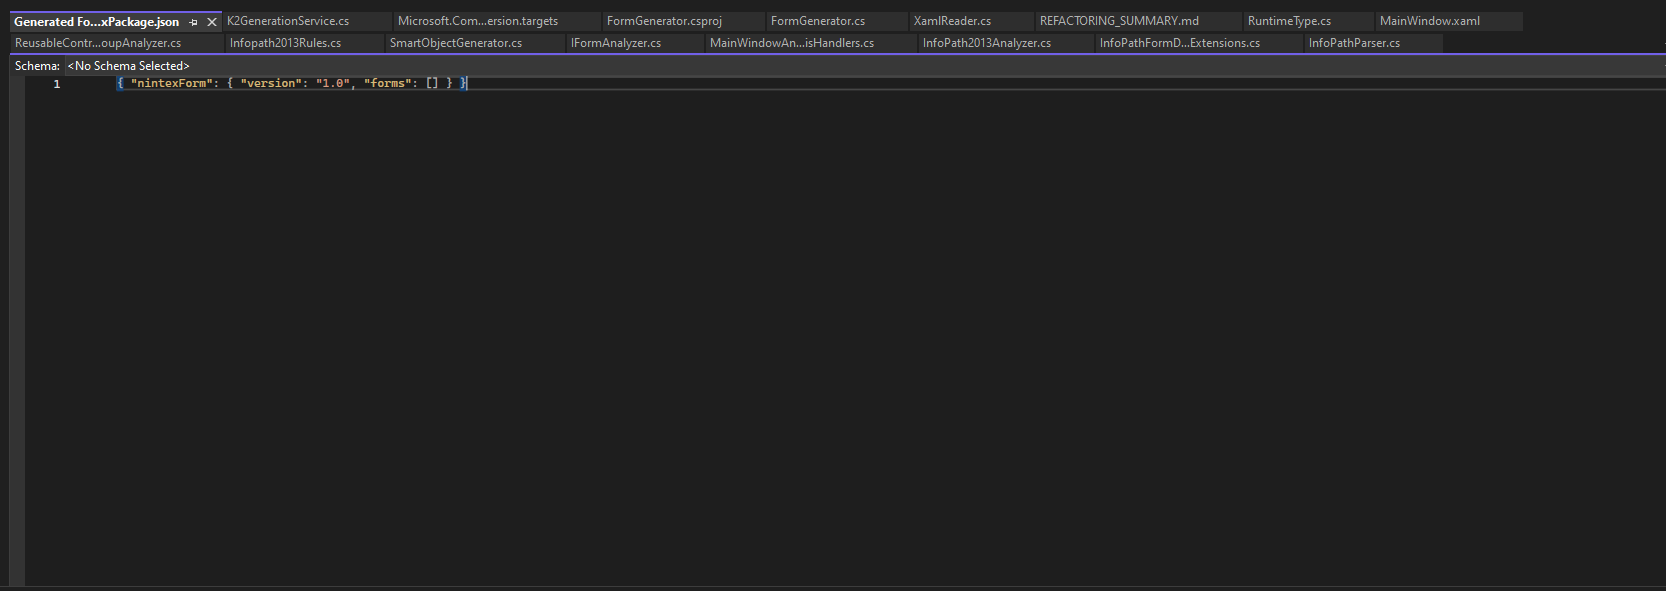 Generated Fo...xPackage.json K2GenerationService.cs Microsoft.Com...ersion.targets FormGenerator.csproj FormGenerator.cs XamlReader.cs REFACTORING_SUMMARY.md RuntimeType.cs MainWindow.xaml
ReusableContr...oupAnalyzer.cs Infopath2013Rules.cs SmartObjectGenerator.cs IFormAnalyzer.cs MainWindowAn...isHandlers.cs InfoPath2013Analyzer.cs InfoPathFormD...Extensions.cs InfoPathParser.cs
Schema: <No Schema Selected>
1 { "nintexForm": { "version": "1.0", "forms": [] } }